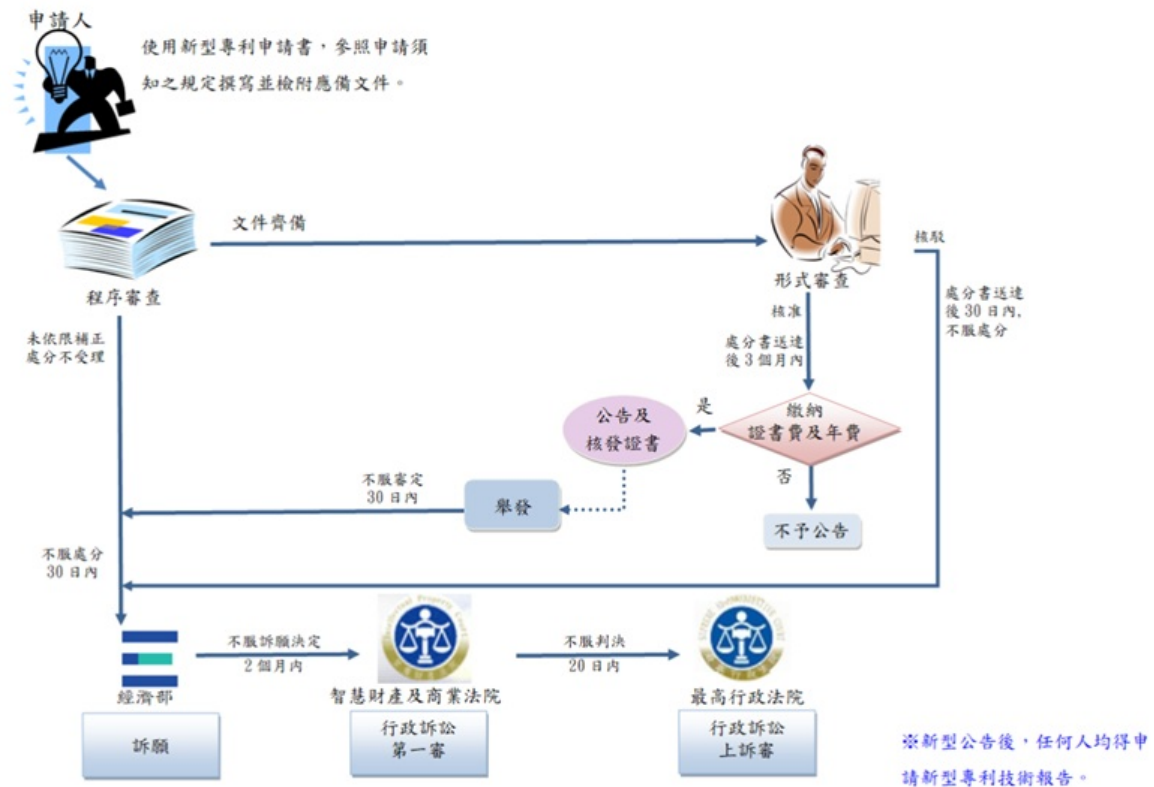 申請人
使用新型專利申請書，參照申請須
知之規定撰寫並檢附應備文件。
文件齊備
程序審查
形式審查
核駁
處分書送達
後30日內,
不服處分
未依限補正
處分不受理
核准
處分書送達
後3個月內
繳納
證書費及年費
是
公告及
核發證書
否
不予公告
舉發
不服審定
30日內
不服處分
30日內
經濟部
訴願
不服訴願決定
2個月內
智慧財產及商業法院
行政訴訟
第一審
不服判決
20日內
最高行政法院
行政訴訟
上訴審
※新型公告後，任何人均得申
請新型專利技術報告。